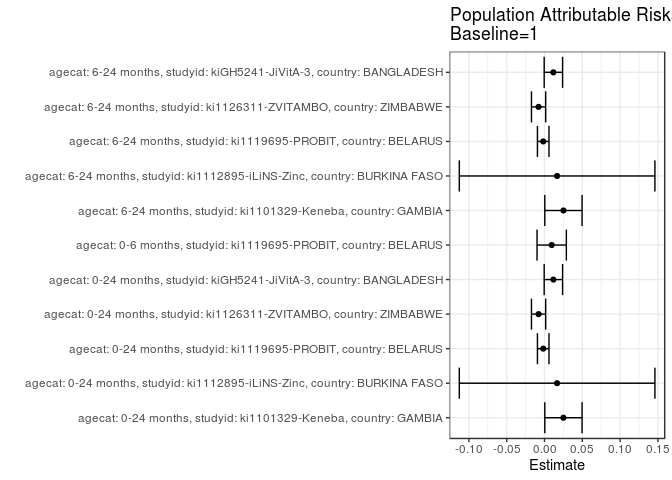 Population Attributable Risk
Baseline=1
agecat: 6-24 months, studyid: kiGH5241-JiVitA-3, country: BANGLADESH
agecat: 6-24 months, studyid: ki1126311-ZVITAMBO, country: ZIMBABWE
agecat: 6-24 months, studyid: ki1119695-PROBIT, country: BELARUS
agecat: 6-24 months, studyid: ki1112895-iLiNS-Zinc, country: BURKINA FASO
agecat: 6-24 months, studyid: ki1101329-Keneba, country: GAMBIA
agecat: 0-6 months, studyid: ki1119695-PROBIT, country: BELARUS
agecat: 0-24 months, studyid: kiGH5241-JiVitA-3, country: BANGLADESH
agecat: 0-24 months, studyid: ki1126311-ZVITAMBO, country: ZIMBABWE
agecat: 0-24 months, studyid: ki1119695-PROBIT, country: BELARUS
agecat: 0-24 months, studyid: ki1112895-iLiNS-Zinc, country: BURKINA FASO
agecat: 0-24 months, studyid: ki1101329-Keneba, country: GAMBIA
-0.10 -0.05 0.00 0.05 0.10 0.15
Estimate